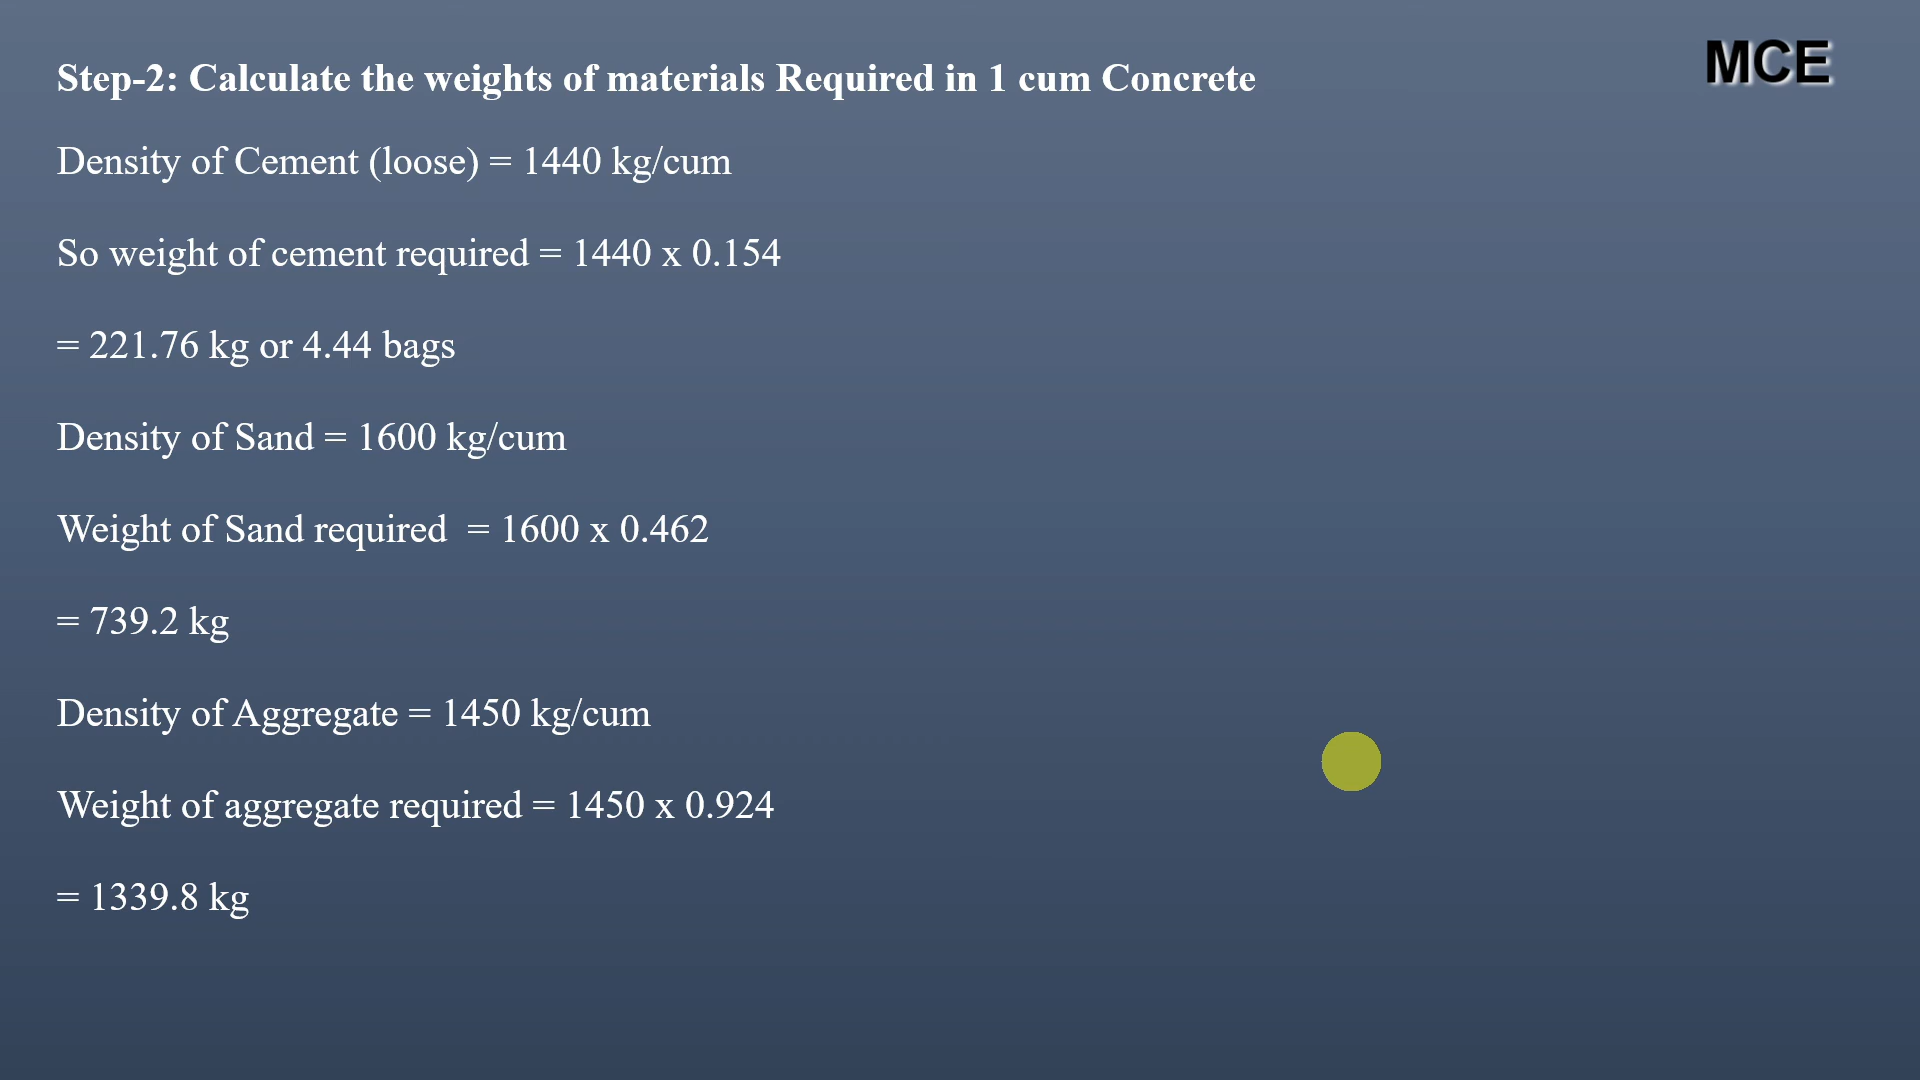 Step-2: Calculate the weights of materials Required in 1 cum Concrete
MCE
Density of Cement (loose) = 1440 kg/cum
So weight of cement required = 1440 x 0.154
= 221.76 kg or 4.44 bags
Density of Sand = 1600 kg/cum
Weight of Sand required = 1600 x 0.462
= 739.2 kg
Density of Aggregate = 1450 kg/cum
Weight of aggregate required = 1450 x 0.924
= 1339.8 kg